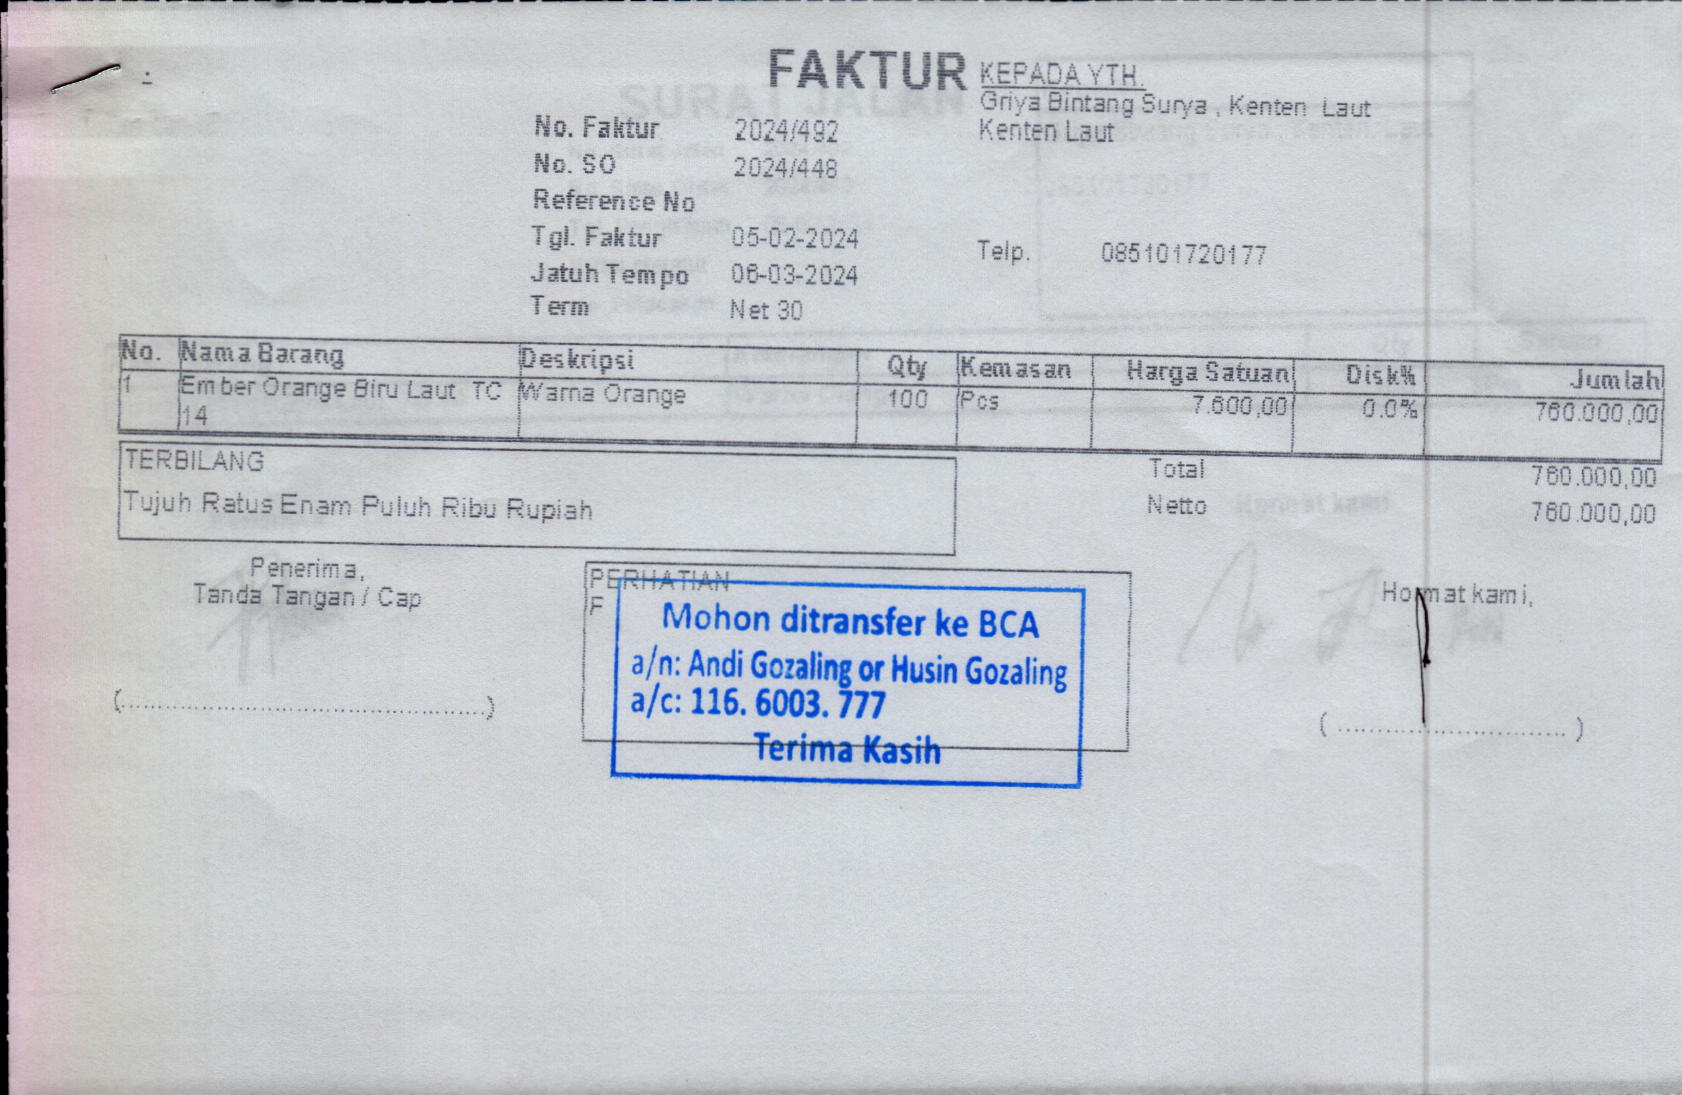 FAKTUR
KEPADA YTH.
Griya Bintang Surya , Kenten Laut
Kenten Laut
No. Faktur 2024/492
No. SO 2024/448
Reference No
Tgl. Faktur 05-02-2024
Telp. 085101720177
Jatuh Tempo 06-03-2024
Term Net 30
No. Nama Barang Deskripsi Qty Kemasan Harga Satuan Disk% Jumlah
1 Ember Orange Biru Laut TC Warna Orange 100 Pcs 7.600,00 0.0% 760.000,00
14
TERBILANG
Tujuh Ratus Enam Puluh Ribu Rupiah
Total 760.000,00
Netto 760.000,00
Penerima,
Tanda Tangan / Cap
(................................................)
PERHATIAN
F
Mohon ditransfer ke BCA
a/n: Andi Gozaling or Husin Gozaling
a/c: 116. 6003. 777
Terima Kasih
Hormat kami,
( .............................. )